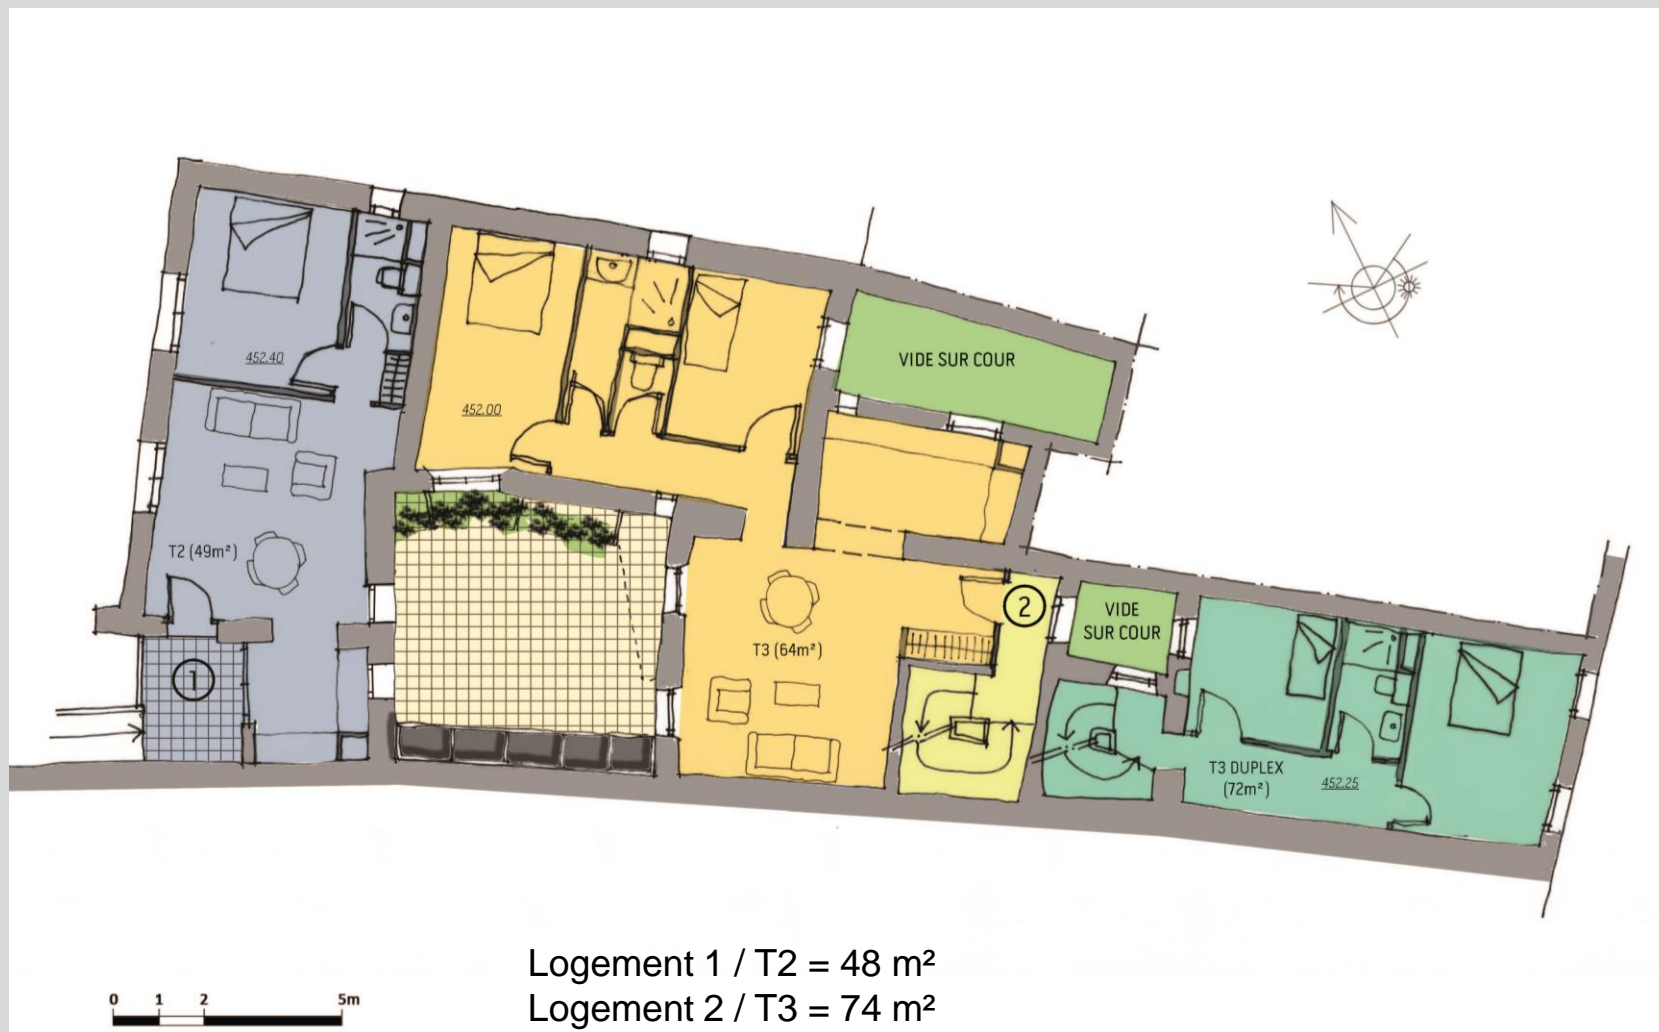 VIDE SUR COUR
452.40
452.00
T2 (49m²)
2
VIDE
SUR COUR
T3 (64m²)
1
T3 DUPLEX
(72m²)
452.25
Logement 1 / T2 = 48 m²
0 1 2 5m
Logement 2 / T3 = 74 m²